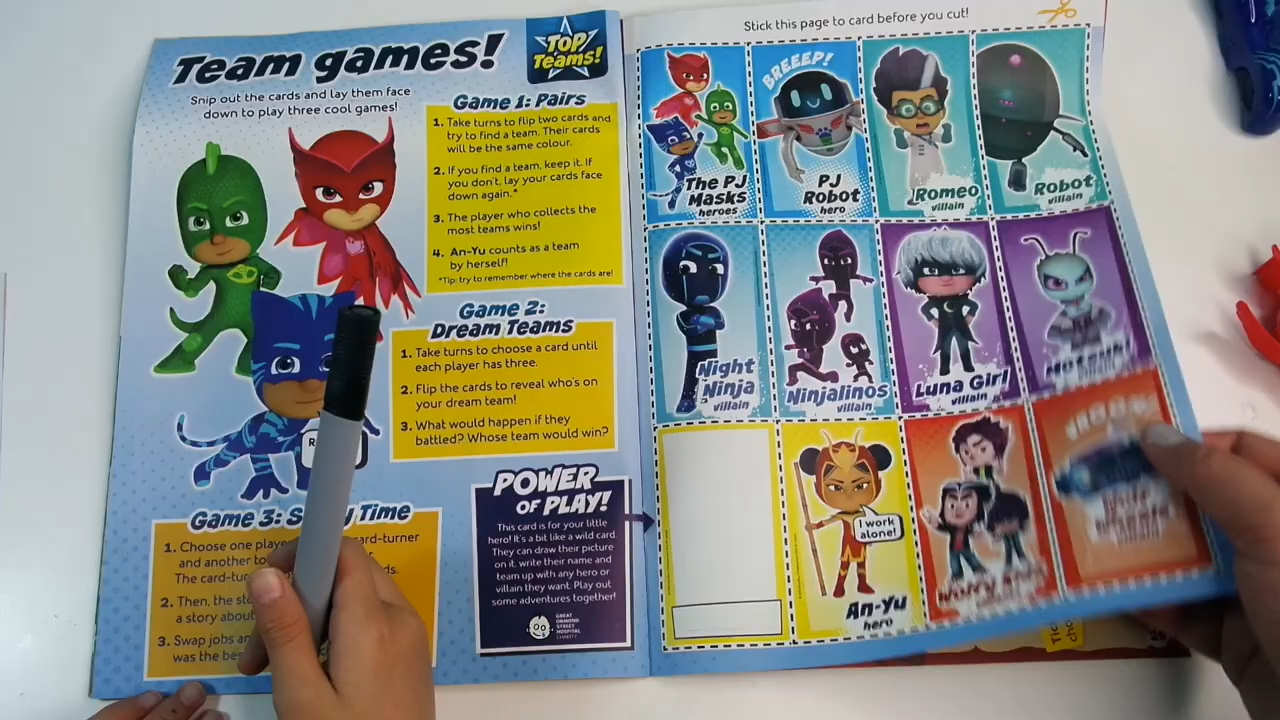 Team games!
TOP
TEAMS!
Snip out the cards and lay them face
down to play three cool games!
Game 1: Pairs
1. Take turns to flip two cards and
try to find a team. Their cards
will be the same colour.
2. If you find a team, keep it. If
you don't, lay your cards face
down again.*
3. The player who collects the
most teams wins!
4. An-Yu counts as a team
by herself!
*Tip: try to remember where the cards are!
Game 2:
Dream Teams
1. Take turns to choose a card until
each player has three.
2. Flip the cards to reveal who's on
your dream team!
3. What would happen if they
battled? Whose team would win?
Game 3: Time
1. Choose one
and another
The
2. Then, the
a story
3. Swap jobs
was the
POWER
OF PLAY!
This card is for your little
hero! It's a bit like a wild card.
They can draw their picture
on it, write their name and
team up with any hero or
villain they want. Play out
some adventures together!
GREAT
ORMOND
STREET
HOSPITAL
CHARITY
Stick this page to card before you cut!
The PJ
Masks
heroes
BREEEP!
PJ
Robot
hero
Romeo
villain
Robot
villain
Night
Ninja
villain
Ninjalinos
villain
Luna Girl
villain
I work
alone!
An-Yu
hero